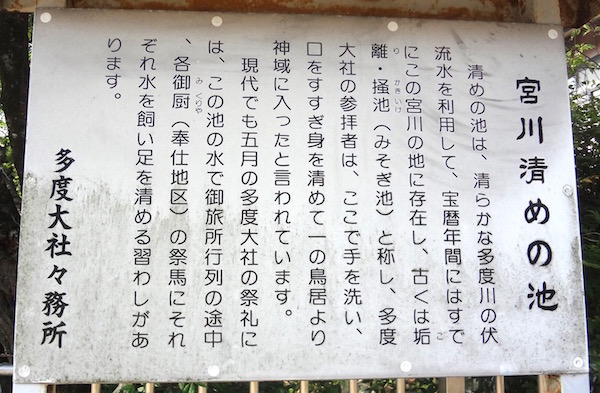 宮川清めの池
清めの池は、清らかな多度川の伏
流水を利用して、宝暦年間にはすで
にこの宮川の地に存在し、古くは垢
離・掻池（みそぎ池）と称し、多度
大社の参拝者は、ここで手を洗い、
口をすすぎ身を清めて一の鳥居より
神域に入ったと言われています。
現代でも五月の多度大社の祭礼に
は、この池の水で御旅所行列の途中
、各御厨（奉仕地区）の祭馬にそれ
ぞれ水を飼い足を清める習わしがあ
ります。
多度大社々務所